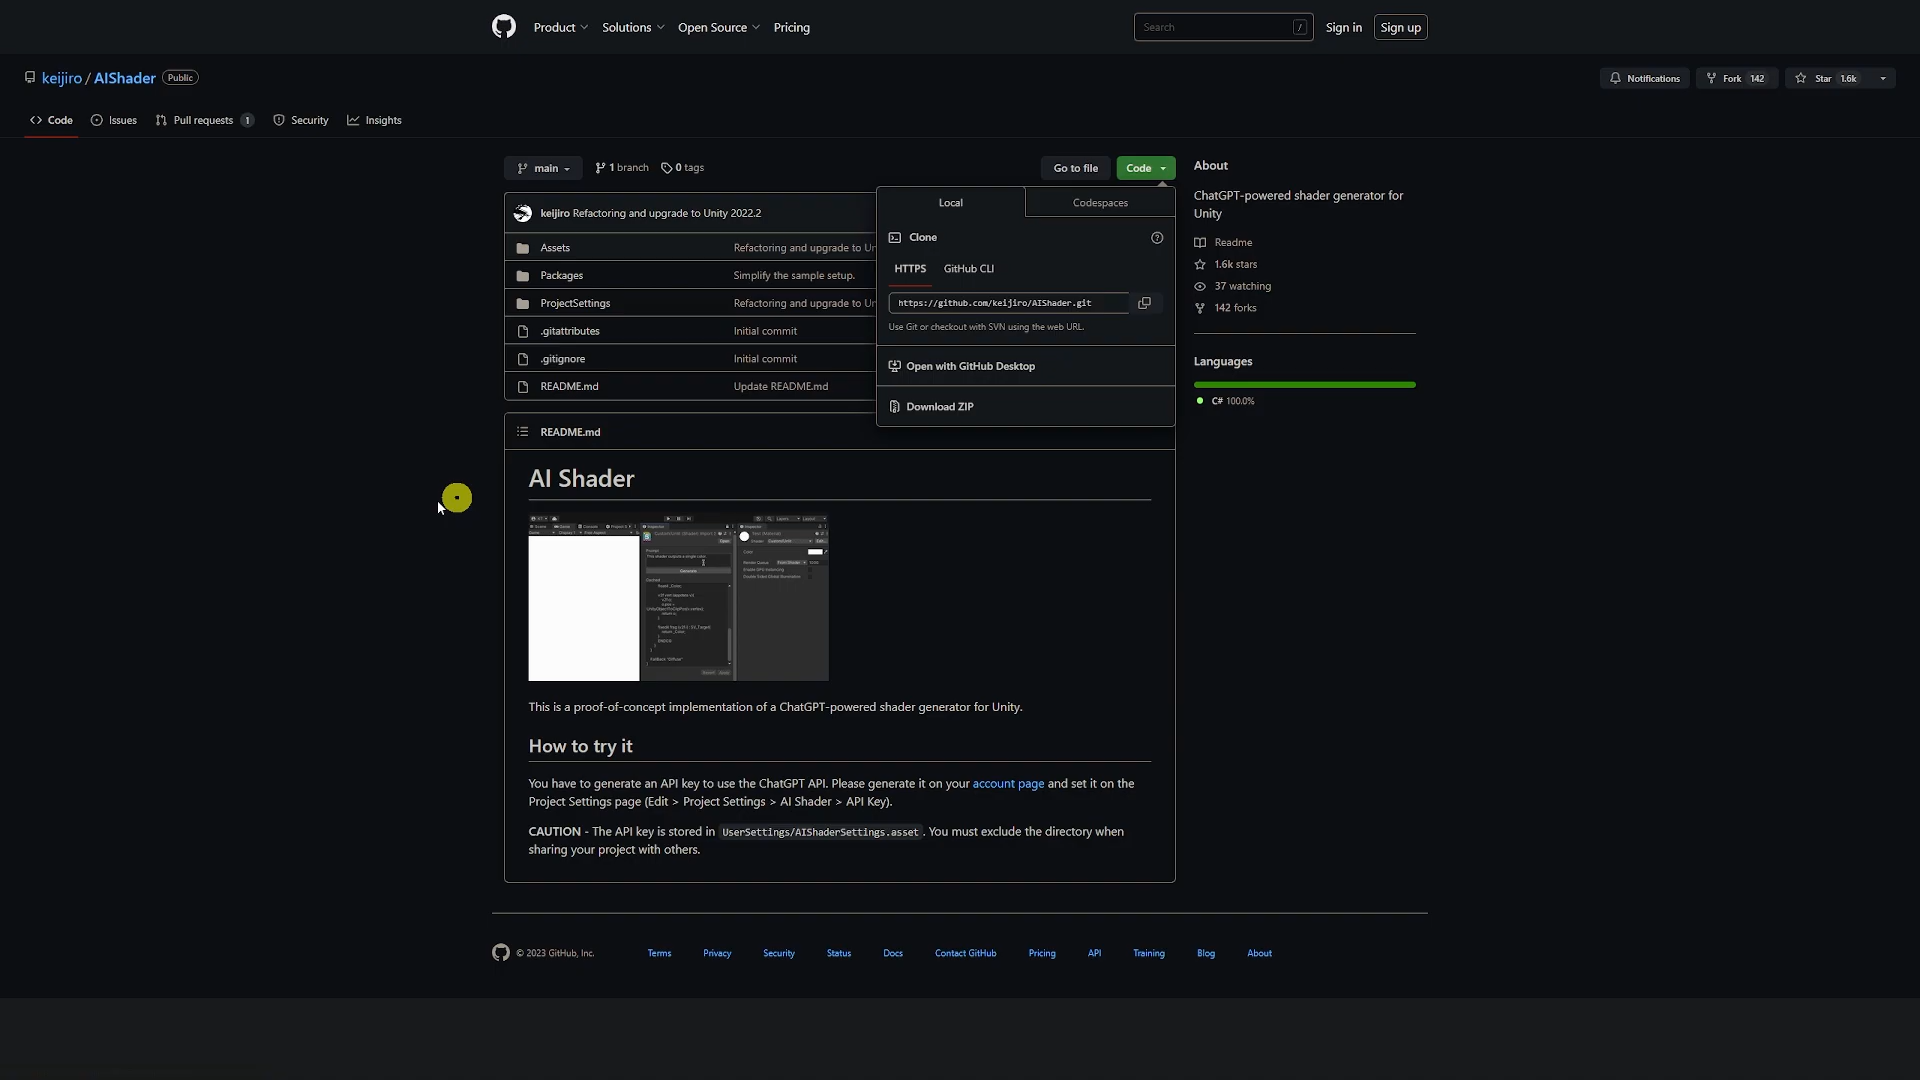 Product
Solutions
Open Source
Pricing
Search /
Sign in
Sign up
keijiro / AIShader Public
Notifications
Fork 142
Star 1.6k
Code
Issues
Pull requests 1
Security
Insights
main
1 branch
0 tags
Go to file
Code
keijiro Refactoring and upgrade to Unity 2022.2
Assets Refactoring and upgrade to Un
Packages Simplify the sample setup.
ProjectSettings Refactoring and upgrade to Un
.gitattributes Initial commit
.gitignore Initial commit
README.md Update README.md
Local
Codespaces
Clone
HTTPS GitHub CLI
https://github.com/keijiro/AIShader.git
Use Git or checkout with SVN using the web URL.
Open with GitHub Desktop
Download ZIP
About
ChatGPT-powered shader generator for
Unity
Readme
1.6k stars
37 watching
142 forks
Languages
C# 100.0%
README.md
AI Shader
This is a proof-of-concept implementation of a ChatGPT-powered shader generator for Unity.
How to try it
You have to generate an API key to use the ChatGPT API. Please generate it on your account page and set it on the
Project Settings page (Edit > Project Settings > AI Shader > API Key).
CAUTION - The API key is stored in UserSettings/AIShaderSettings.asset. You must exclude the directory when
sharing your project with others.
© 2023 GitHub, Inc.
Terms
Privacy
Security
Status
Docs
Contact GitHub
Pricing
API
Training
Blog
About